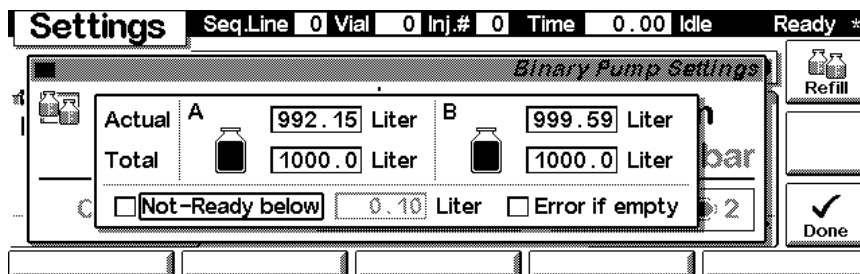 Settings Seq.Line 0 Vial 0 Inj.# 0 Time 0.00 Idle Ready *
Binary Pump Settings
Refill
Actual A 992.15 Liter B 999.59 Liter
Total 1000.0 Liter 1000.0 Liter
bar
Not-Ready below 0.10 Liter Error if empty 2
Done